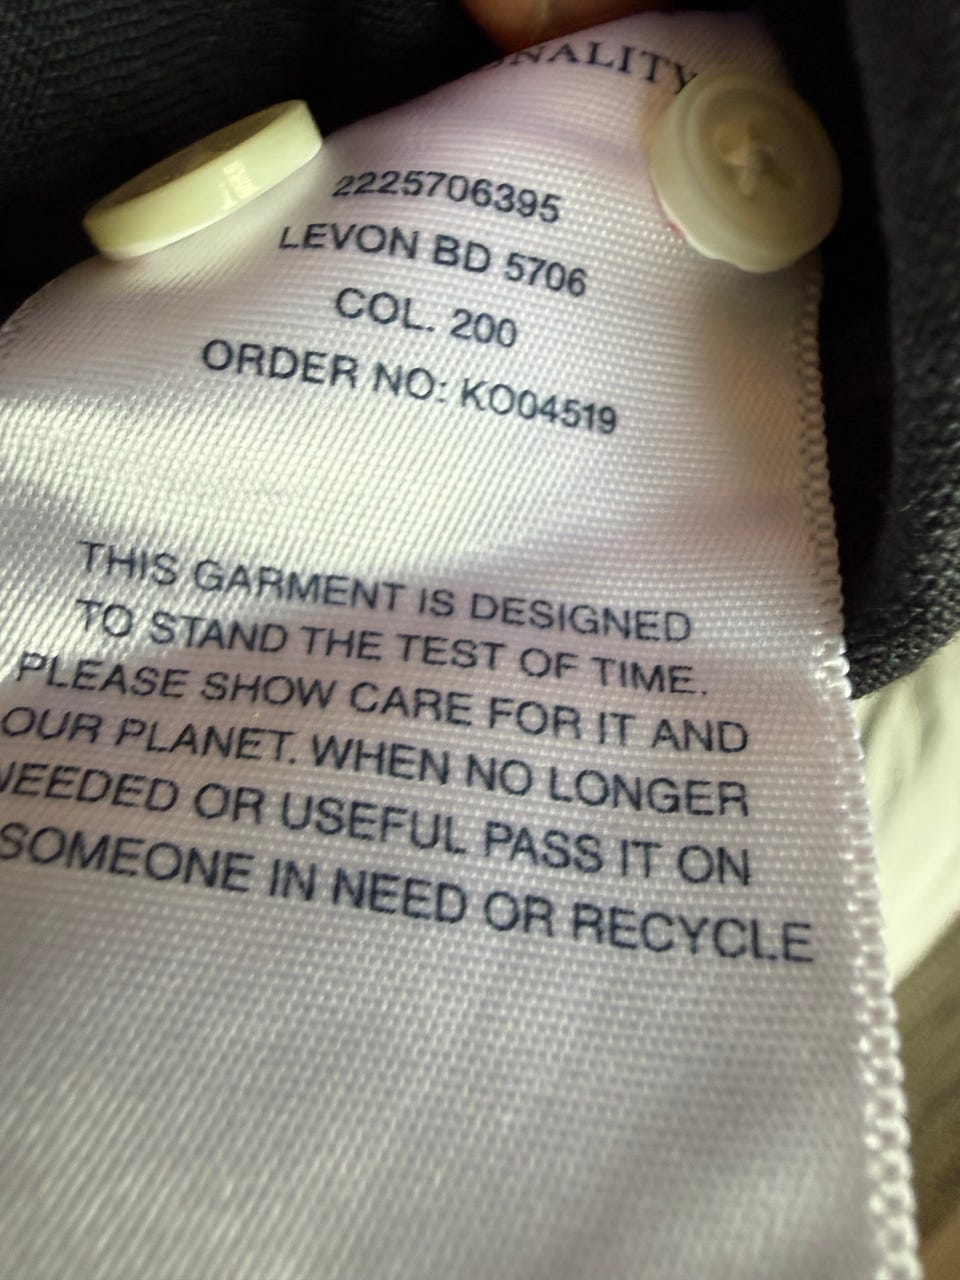 NALITY
2225706395
LEVON BD 5706
COL. 200
ORDER NO: KO04519
THIS GARMENT IS DESIGNED
TO STAND THE TEST OF TIME.
PLEASE SHOW CARE FOR IT AND
OUR PLANET. WHEN NO LONGER
NEEDED OR USEFUL PASS IT ON
SOMEONE IN NEED OR RECYCLE